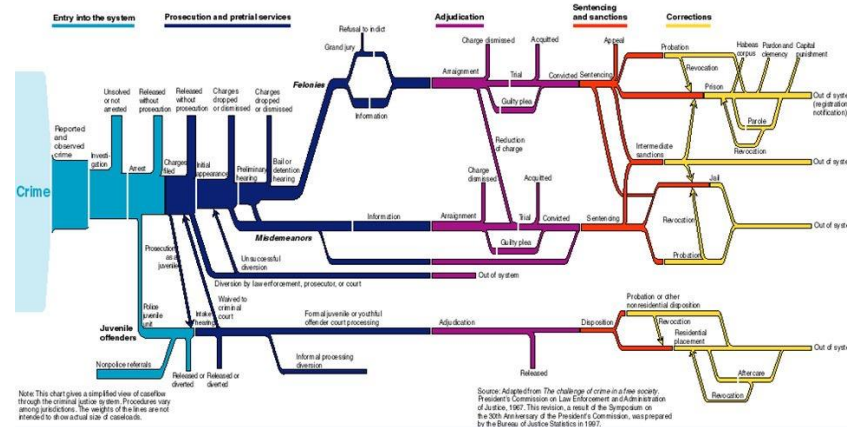 Entry into the system
Prosecution and pretrial services
Adjudication
Sentencing
and sanctions
Corrections
Crime
Reported
and
observed
crime
Investi-
gation
Unsolved
or not
arrested
Arrest
Released
without
prosecution
Charges
filed
Released
without
prosecution
Initial
appearance
Charges
dropped
or dismissed
Preliminary
hearing
Charges
dropped
or dismissed
Bail or
detention
hearing
Felonies
Refusal to indict
Grand jury
Information
Arraignment
Charge dismissed
Acquitted
Trial
Convicted
Guilty plea
Reduction
of charge
Sentencing
Appeal
Probation
Revocation
Prison
Habeas
corpus
Pardon and
clemency
Capital
punishment
Out of system
(registration,
notification)
Parole
Revocation
Intermediate
sanctions
Out of system
Misdemeanors
Information
Arraignment
Charge
dismissed
Acquitted
Trial
Convicted
Guilty plea
Sentencing
Jail
Revocation
Probation
Out of system
Unsuccessful
diversion
Diversion by law enforcement, prosecutor, or court
Out of system
Prosecution
as a
juvenile
Waived to
criminal
court
Police
juvenile
unit
Juvenile
offenders
Intake
hearing
Nonpolice referrals
Released or
diverted
Released or
diverted
Formal juvenile or youthful
offender court processing
Informal processing
diversion
Adjudication
Released
Disposition
Probation or other
nonresidential disposition
Revocation
Residential
placement
Out of system
Aftercare
Revocation
Note: This chart gives a simplified view of caseflow
through the criminal justice system. Procedures vary
among jurisdictions. The weights of the lines are not
intended to show actual size of caseloads.
Source: Adapted from The challenge of crime in a free society.
President's Commission on Law Enforcement and Administration
of Justice, 1967. This revision, a result of the Symposium on
the 30th Anniversary of the President's Commission, was prepared
by the Bureau of Justice Statistics in 1997.